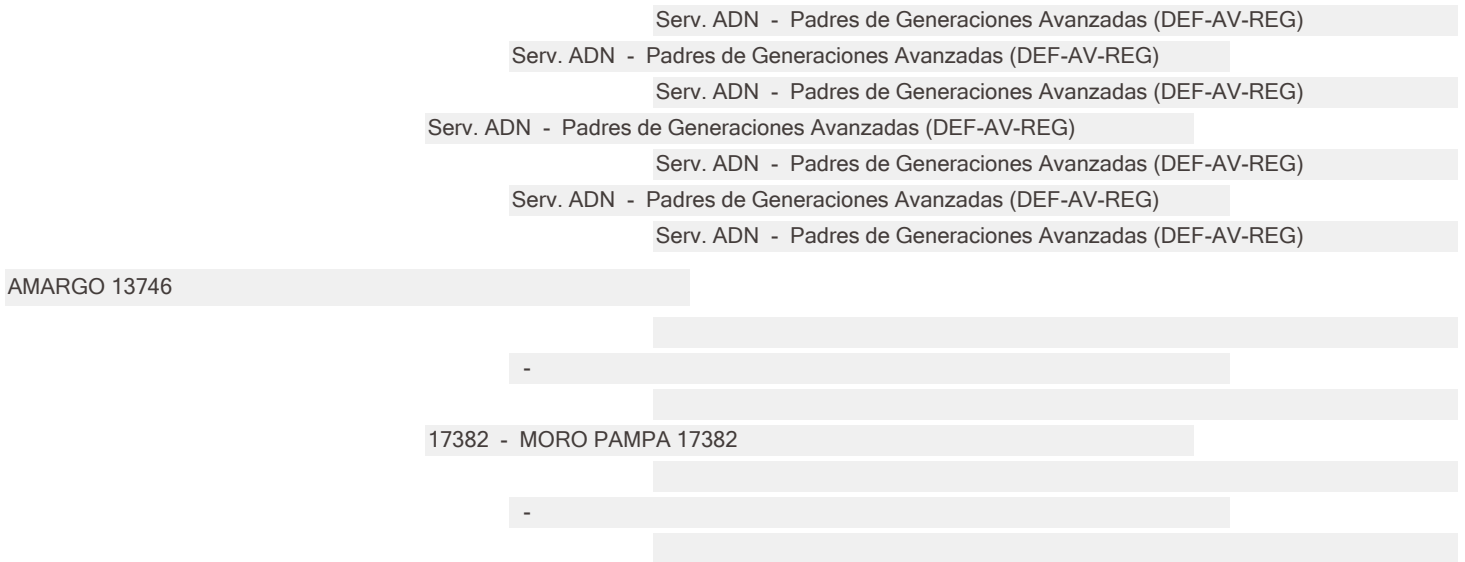 Serv. ADN - Padres de Generaciones Avanzadas (DEF-AV-REG)
Serv. ADN - Padres de Generaciones Avanzadas (DEF-AV-REG)
Serv. ADN - Padres de Generaciones Avanzadas (DEF-AV-REG)
Serv. ADN - Padres de Generaciones Avanzadas (DEF-AV-REG)
Serv. ADN - Padres de Generaciones Avanzadas (DEF-AV-REG)
Serv. ADN - Padres de Generaciones Avanzadas (DEF-AV-REG)
Serv. ADN - Padres de Generaciones Avanzadas (DEF-AV-REG)
AMARGO 13746
-
17382 - MORO PAMPA 17382
-